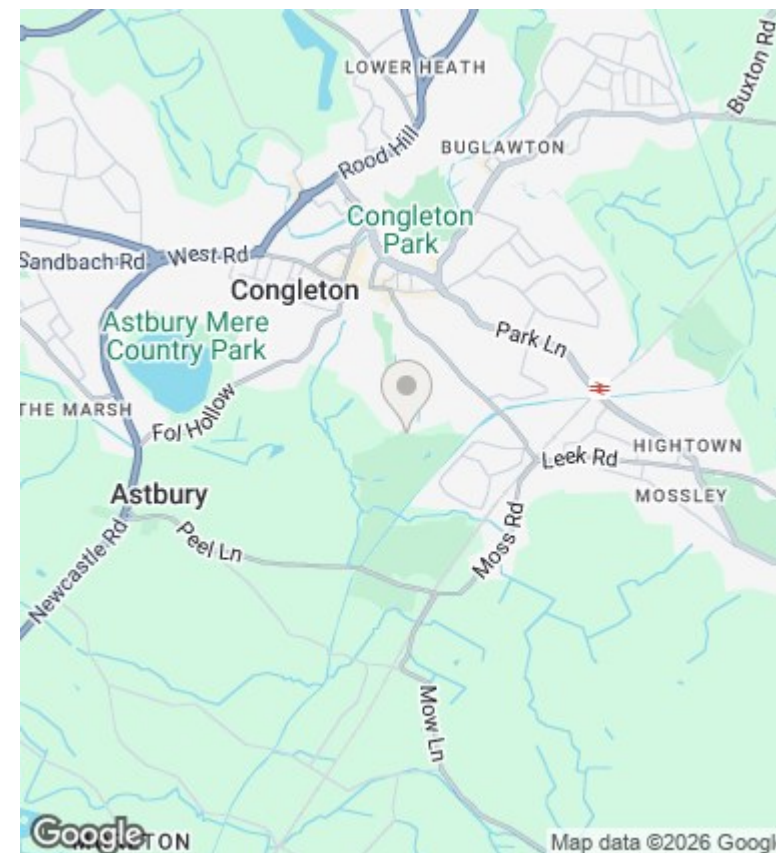 LOWER HEATH
Buxton Rd
Rood Hill
BUGLAWTON
Congleton
Park
Sandbach Rd
West Rd
Congleton
Astbury Mere
Country Park
Park Ln
THE MARSH
Fol Hollow
HIGHTOWN
Leek Rd
Astbury
MOSSLEY
Peel Ln
Moss Rd
Newcastle Rd
Mow Ln
Google
TON
Map data ©2026 Googl